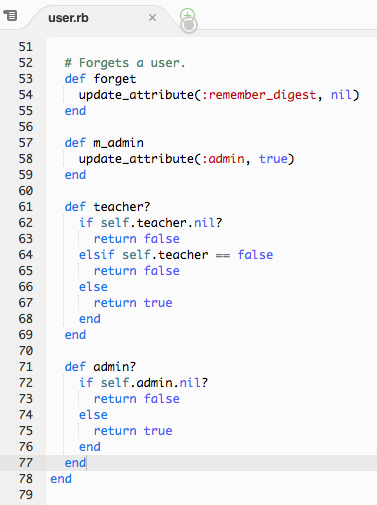 user.rb
51
52 # Forgets a user.
53 def forget
54 update_attribute(:remember_digest, nil)
55 end
56
57 def m_admin
58 update_attribute(:admin, true)
59 end
60
61 def teacher?
62 if self.teacher.nil?
63 return false
64 elsif self.teacher == false
65 return false
66 else
67 return true
68 end
69 end
70
71 def admin?
72 if self.admin.nil?
73 return false
74 else
75 return true
76 end
77 end
78 end
79